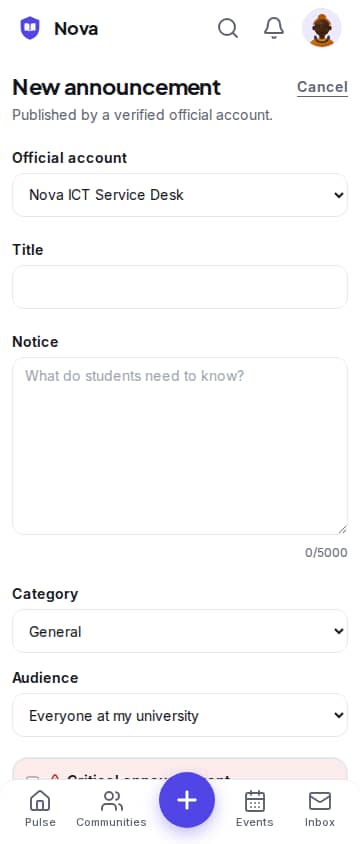 Nova
New announcement
Cancel
Published by a verified official account.
Official account
Nova ICT Service Desk
Title
Notice
What do students need to know?
0/5000
Category
General
Audience
Everyone at my university
Pulse
Communities
Events
Inbox